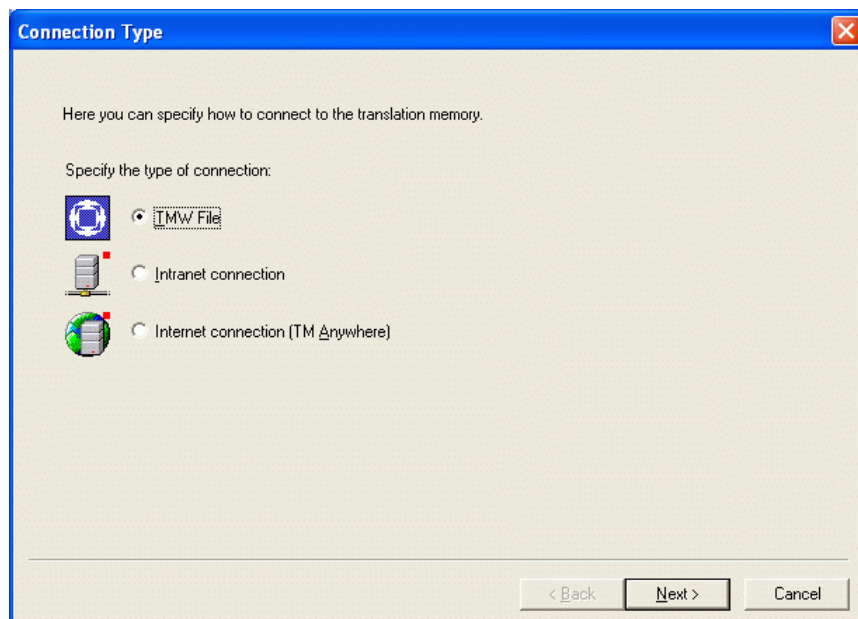 Connection Type
Here you can specify how to connect to the translation memory.
Specify the type of connection:
TMW File
Intranet connection
Internet connection (TM Anywhere)
< Back Next > Cancel